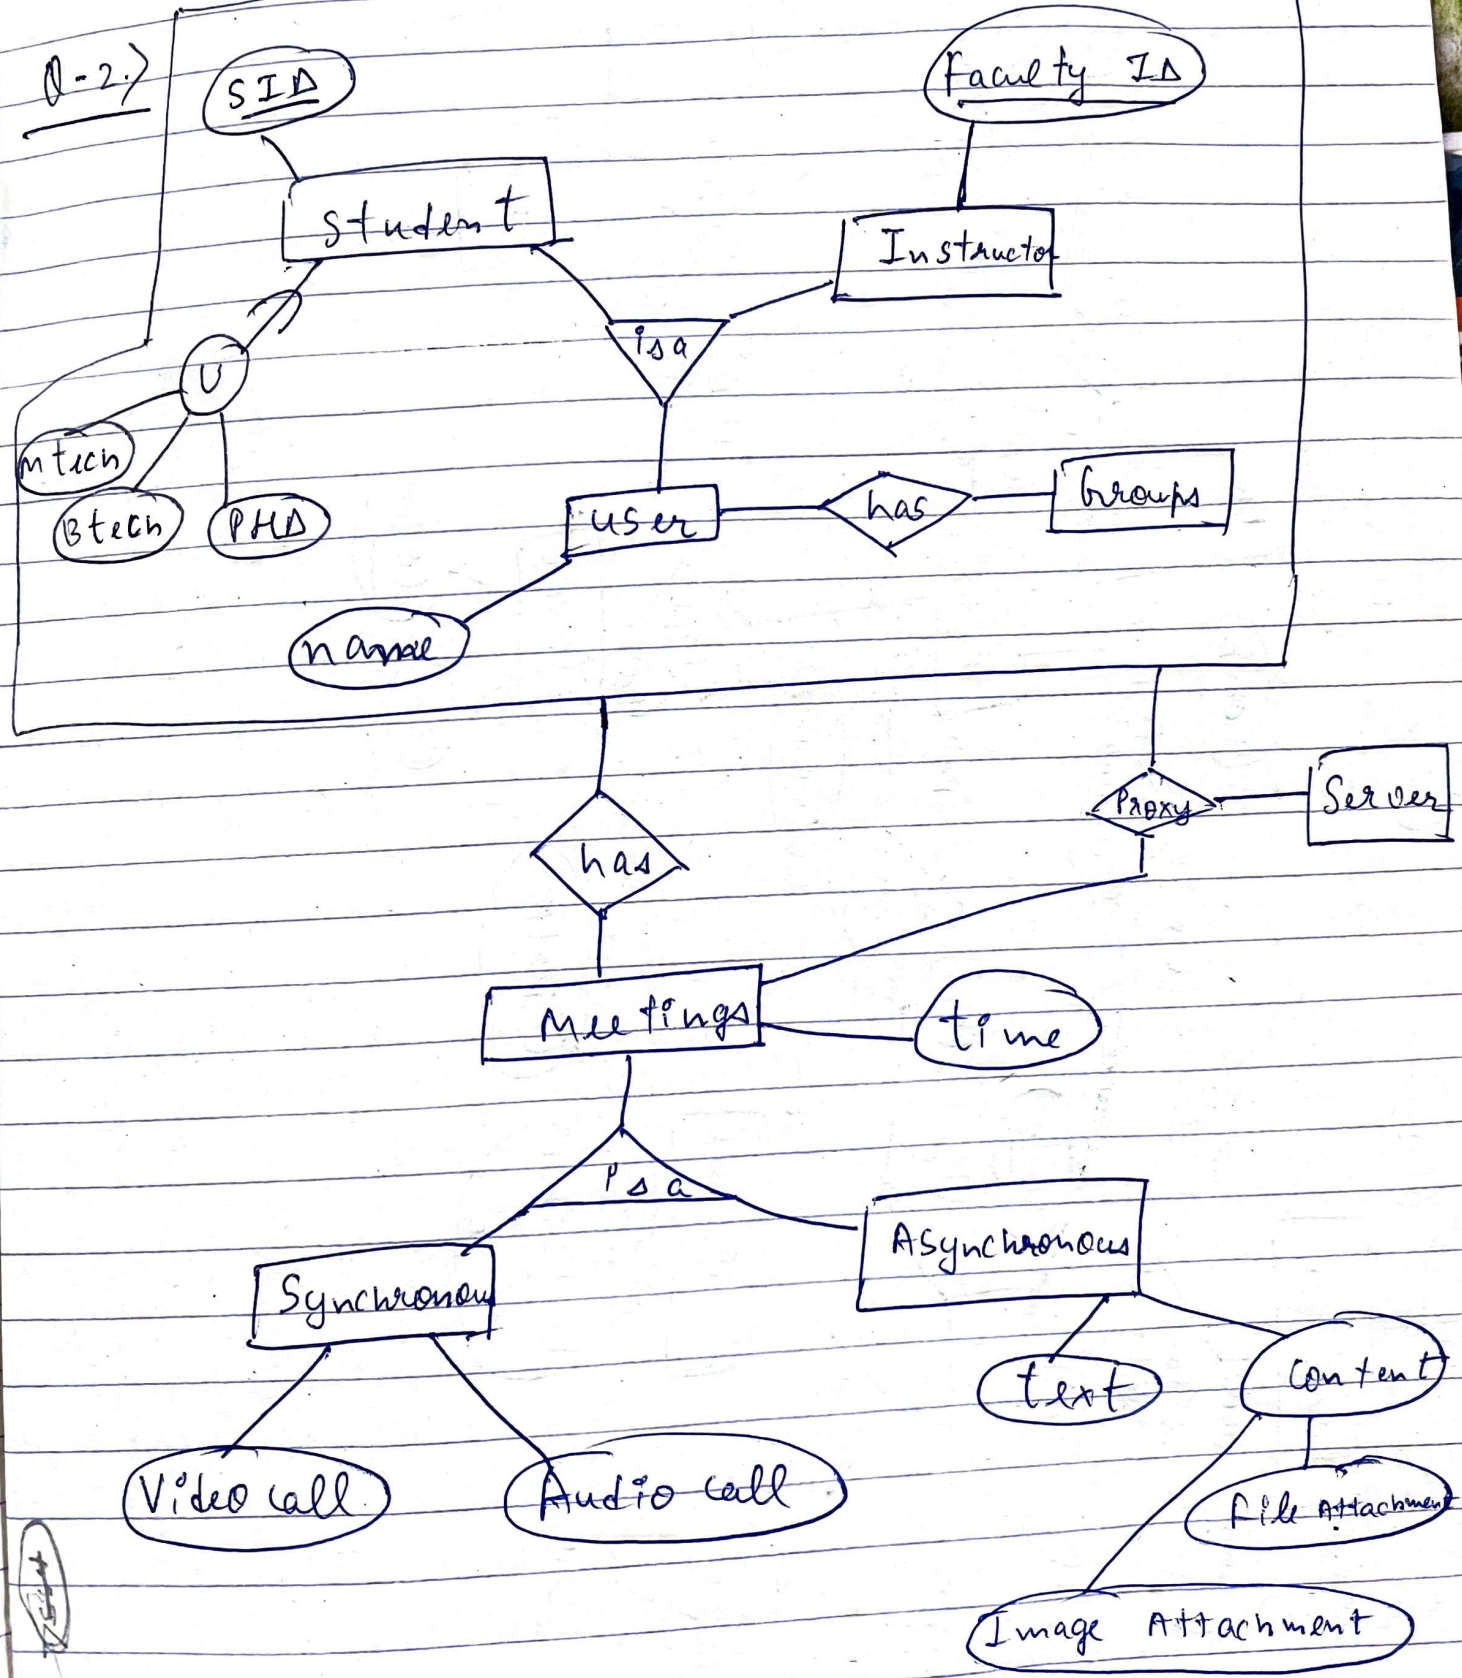 Q-2.)
SID
Faculty ID
Student
Instructor
isa
U
Mtech
Btech
PHD
user
has
Groups
name
has
Proxy
Server
Meetings
time
isa
Synchronou
Asynchronous
text
Content
Video call
Audio call
File Attachment
Image Attachment